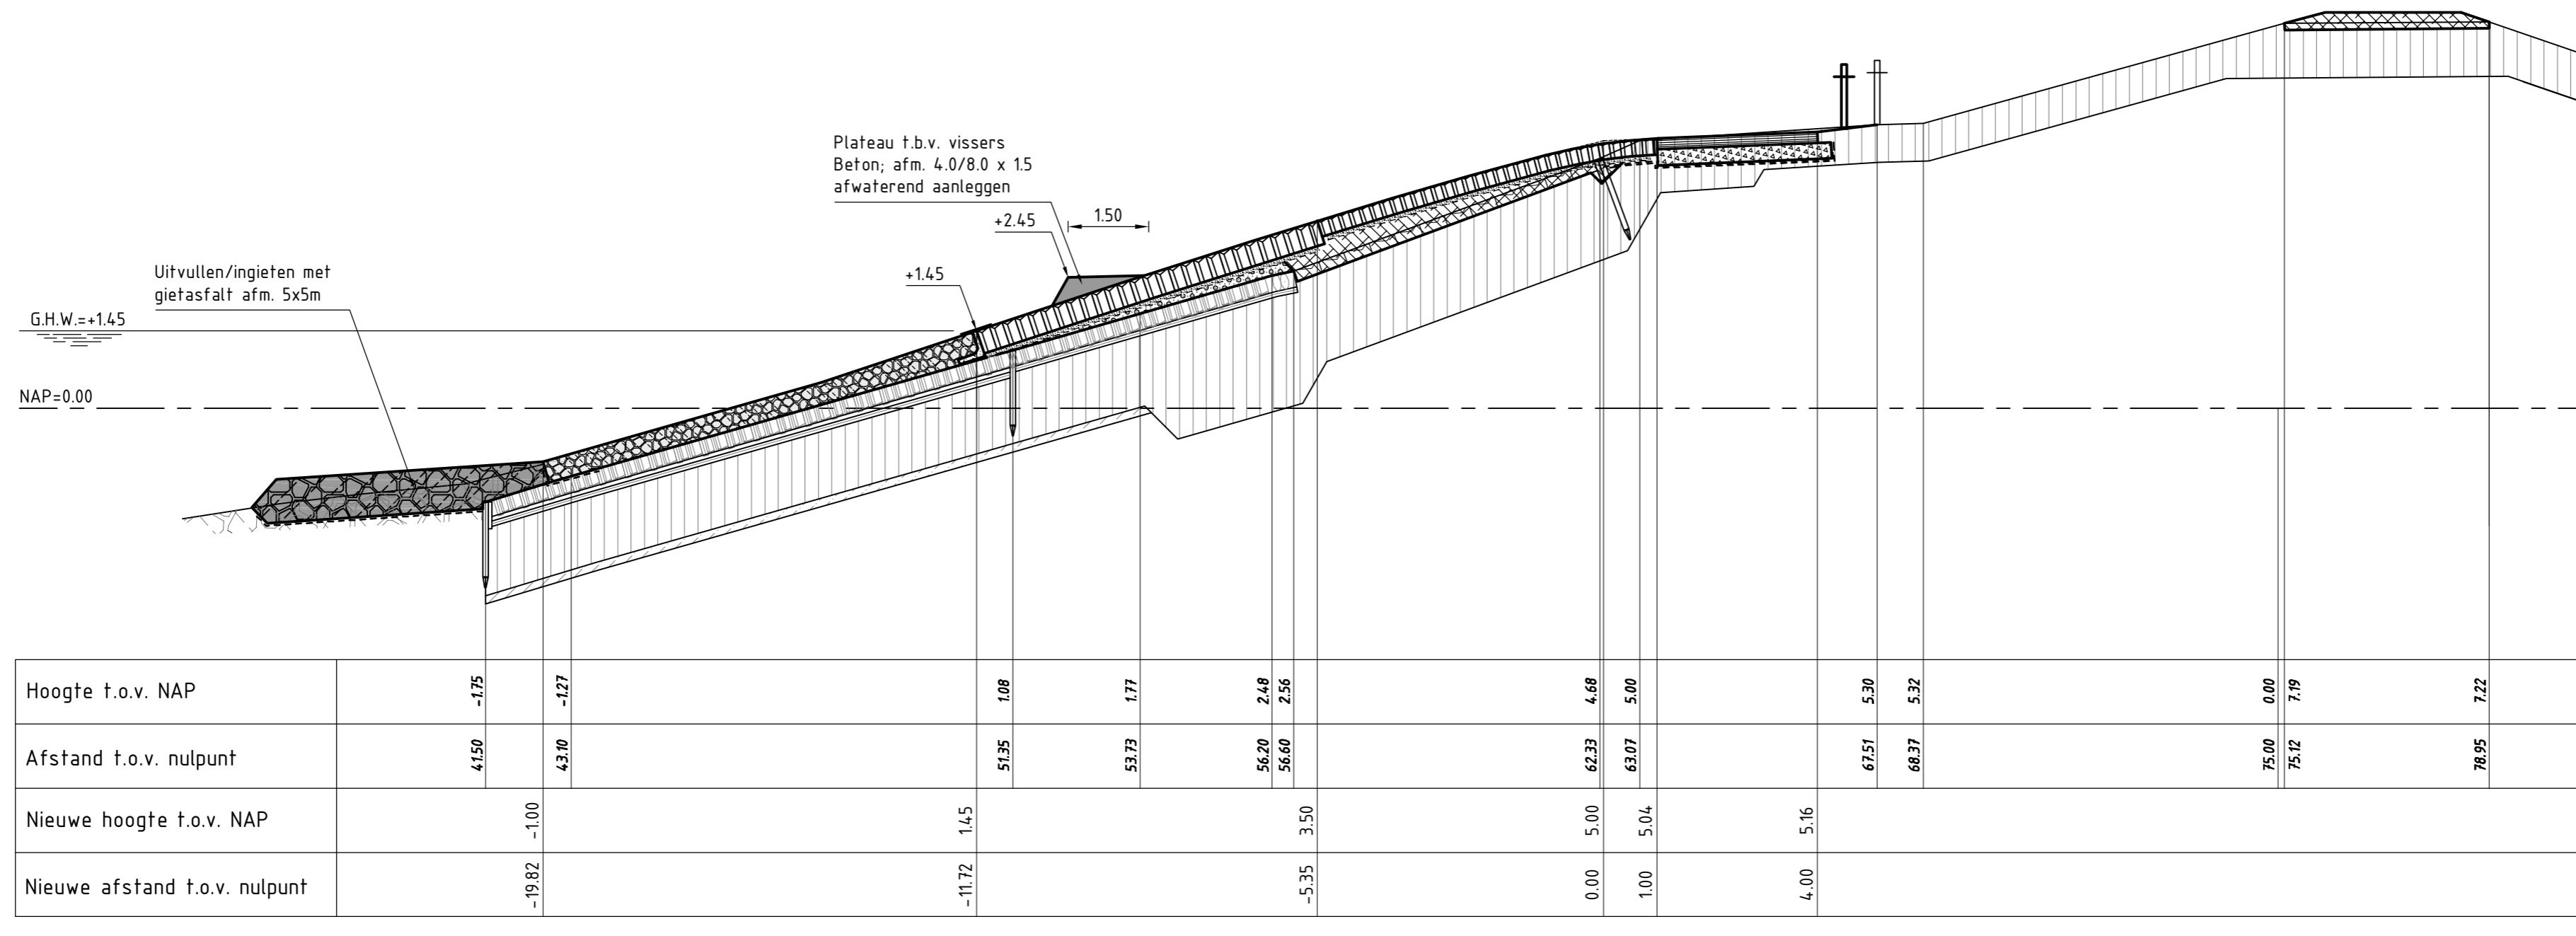 Plateau t.b.v. vissers
Beton; afm. 4.0/8.0 x 1.5
afwaterend aanleggen
+2.45
1.50
+1.45
Uitvullen/ingieten met
gietasfalt afm. 5x5m
G.H.W.=+1.45
NAP=0.00
Hoogte t.o.v. NAP -1.75 -1.27 1.08 1.77 2.48 2.56 4.68 5.00 5.30 5.32 0.00 7.19 7.22
Afstand t.o.v. nulpunt 41.50 43.10 51.35 53.73 56.20 56.60 62.33 63.07 67.51 68.37 75.00 75.12 78.95
Nieuwe hoogte t.o.v. NAP -1.00 1.45 3.50 5.00 5.04 5.16
Nieuwe afstand t.o.v. nulpunt -19.82 -11.72 -5.35 0.00 1.00 4.00